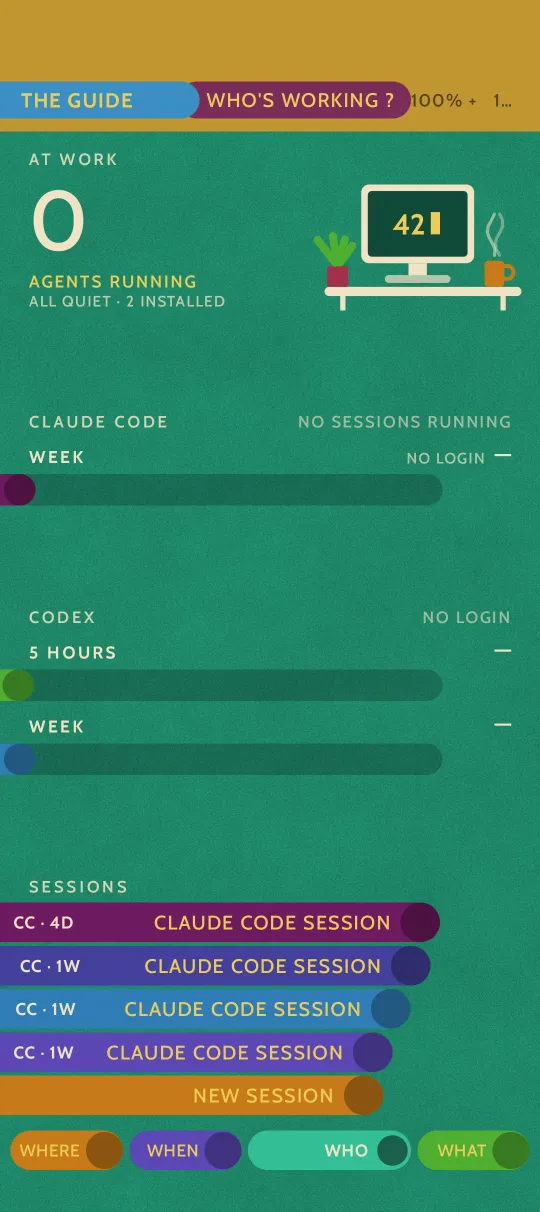 THE GUIDE WHO'S WORKING ? 100% + 1...
AT WORK
0
42
AGENTS RUNNING
ALL QUIET · 2 INSTALLED
CLAUDE CODE NO SESSIONS RUNNING
WEEK NO LOGIN —
CODEX NO LOGIN
5 HOURS —
WEEK —
SESSIONS
CC · 4D CLAUDE CODE SESSION
CC · 1W CLAUDE CODE SESSION
CC · 1W CLAUDE CODE SESSION
CC · 1W CLAUDE CODE SESSION
NEW SESSION
WHERE WHEN WHO WHAT